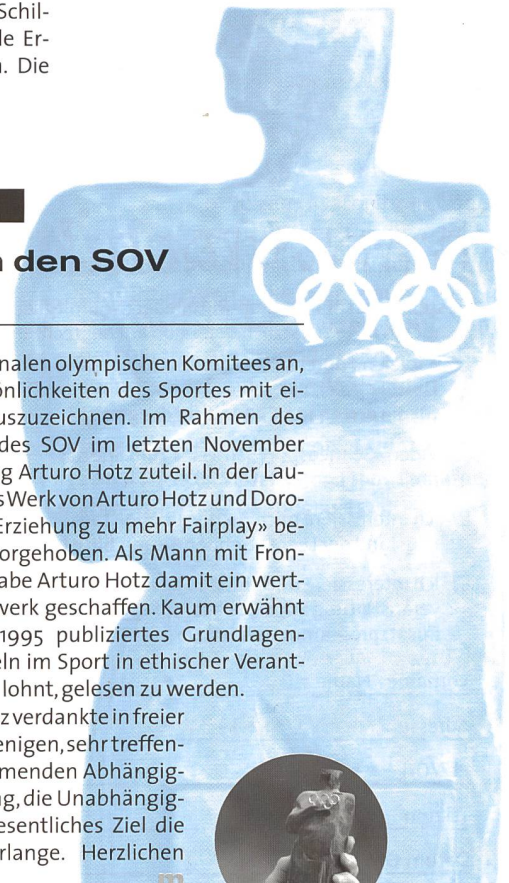 Schil-
le Er-
. Die
den SOV
nalen olympischen Komitees an,
önlichkeiten des Sportes mit ei-
uszuzeichnen. Im Rahmen des
des SOV im letzten November
g Arturo Hotz zuteil. In der Lau-
s Werk von Arturo Hotz und Doro-
Erziehung zu mehr Fairplay» be-
orgehoben. Als Mann mit Fron-
abe Arturo Hotz damit ein wert-
werk geschaffen. Kaum erwähnt
1995 publiziertes Grundlagen-
eln im Sport in ethischer Verant-
lohnt, gelesen zu werden.
z verdankte in freier
enigen, sehr treffen-
menden Abhängig-
g, die Unabhängig-
esentliches Ziel die
rlange. Herzlichen
m